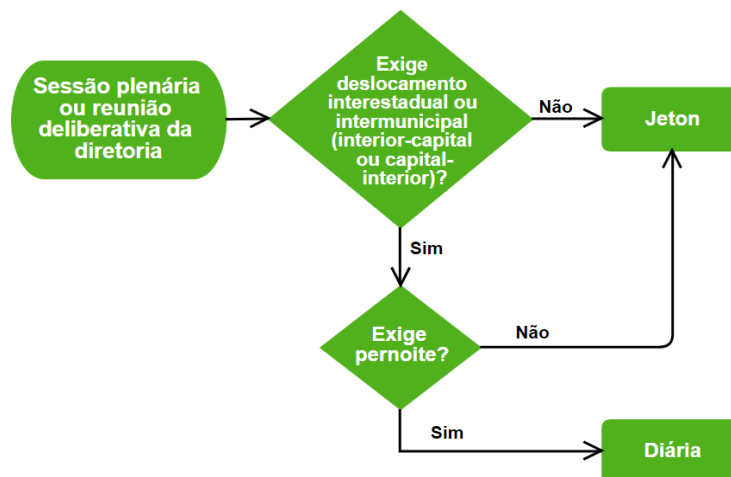 Sessão plenária
ou reunião
deliberativa da
diretoria
Exige
deslocamento
interestadual ou
intermunicipal
(interior-capital
ou capital-
interior)?
Não
Jeton
Sim
Exige
pernoite?
Não
Sim
Diária